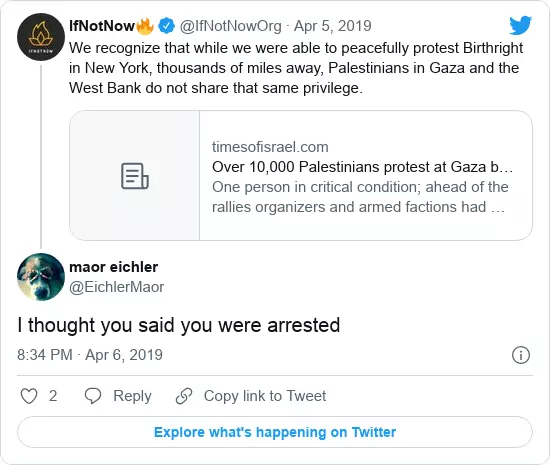 IfNotNow🔥 @IfNotNowOrg · Apr 5, 2019
IFNOTNOW
We recognize that while we were able to peacefully protest Birthright
in New York, thousands of miles away, Palestinians in Gaza and the
West Bank do not share that same privilege.
timesofisrael.com
Over 10,000 Palestinians protest at Gaza b…
One person in critical condition; ahead of the
rallies organizers and armed factions had …
maor eichler
@EichlerMaor
I thought you said you were arrested
8:34 PM · Apr 6, 2019
2 Reply Copy link to Tweet
Explore what's happening on Twitter